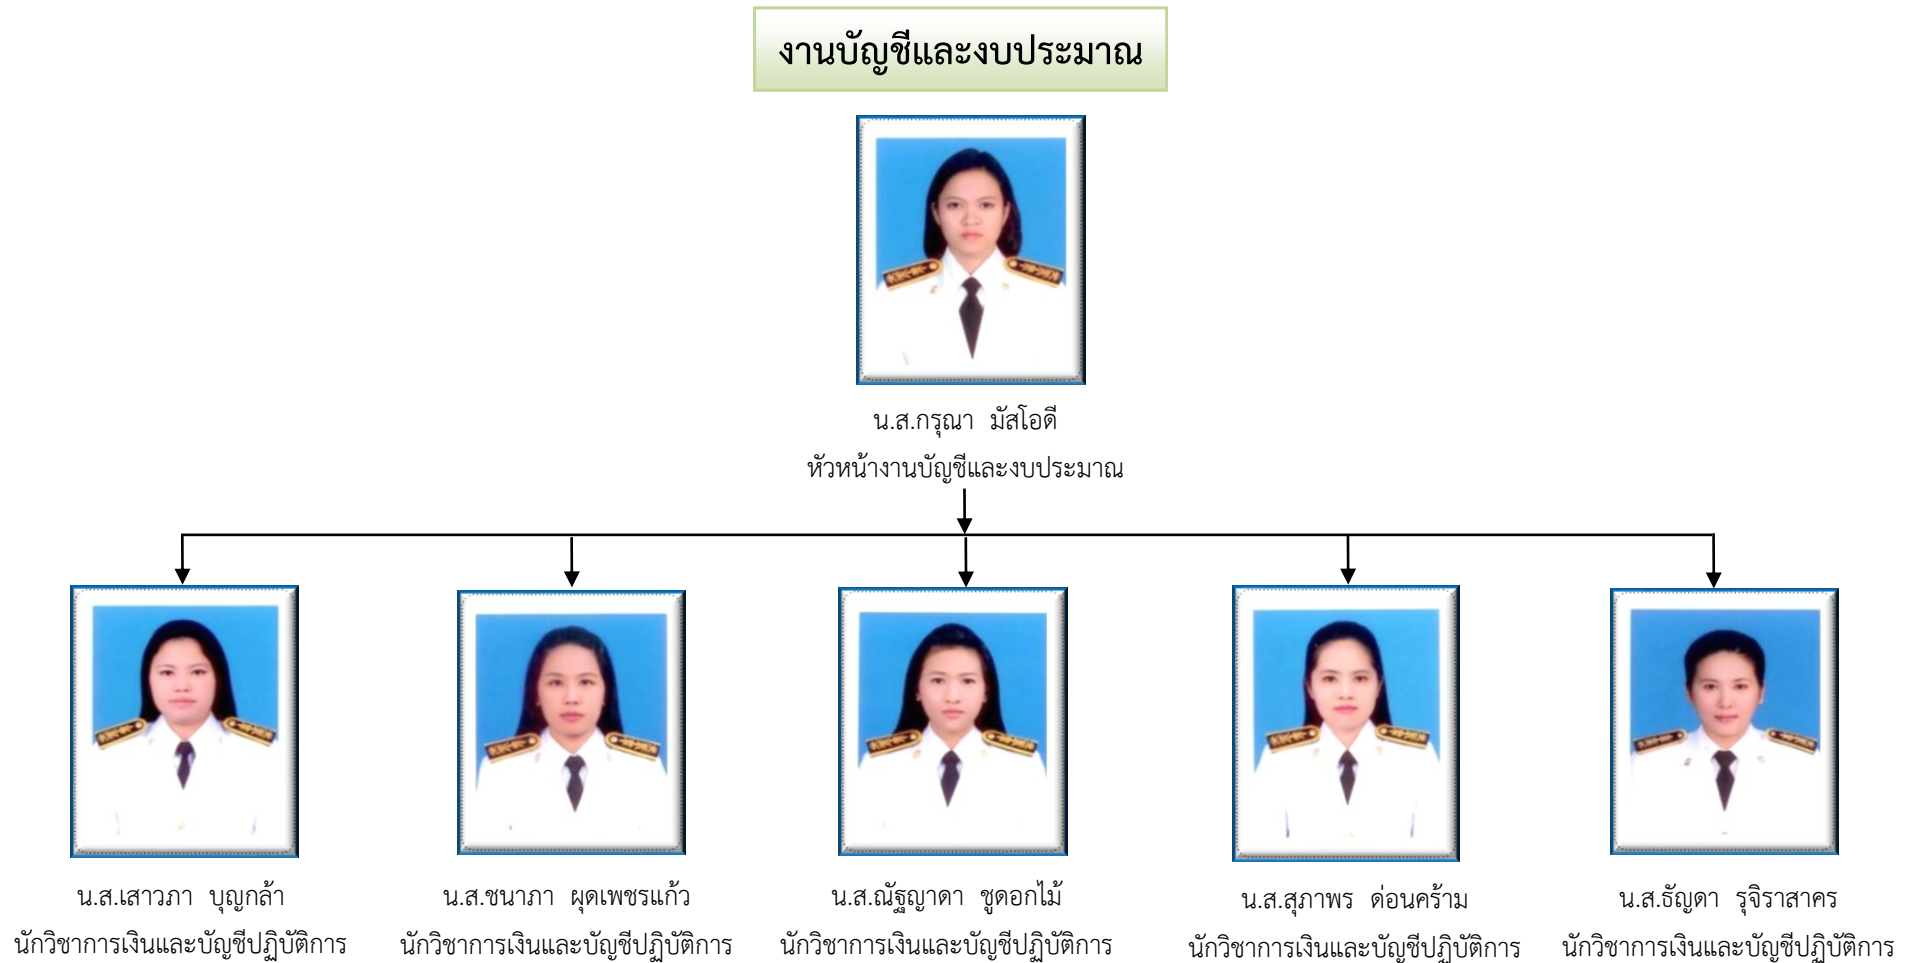 งานบัญชีและงบประมาณ
น.ส.กรุณา มัสโอดี
หัวหน้างานบัญชีและงบประมาณ
น.ส.เสาวภา บุญกล้า
นักวิชาการเงินและบัญชีปฏิบัติการ
น.ส.ชนาภา ผุดเพชรแก้ว
นักวิชาการเงินและบัญชีปฏิบัติการ
น.ส.ณัฐญาดา ชูดอกไม้
นักวิชาการเงินและบัญชีปฏิบัติการ
น.ส.สุภาพร ด่อนคร้าม
นักวิชาการเงินและบัญชีปฏิบัติการ
น.ส.ธัญดา รุจิราสาคร
นักวิชาการเงินและบัญชีปฏิบัติการ